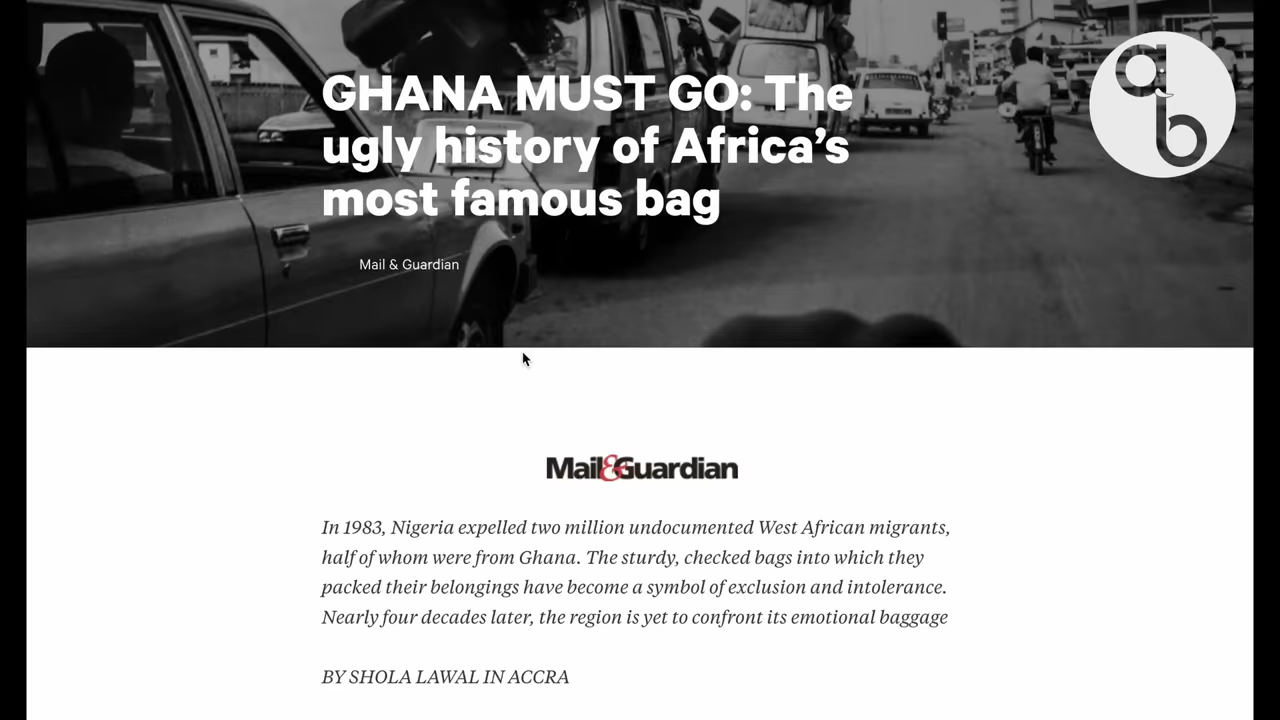 GHANA MUST GO: The
ugly history of Africa’s
most famous bag
Mail & Guardian
ab
Mail&Guardian
In 1983, Nigeria expelled two million undocumented West African migrants,
half of whom were from Ghana. The sturdy, checked bags into which they
packed their belongings have become a symbol of exclusion and intolerance.
Nearly four decades later, the region is yet to confront its emotional baggage
BY SHOLA LAWAL IN ACCRA